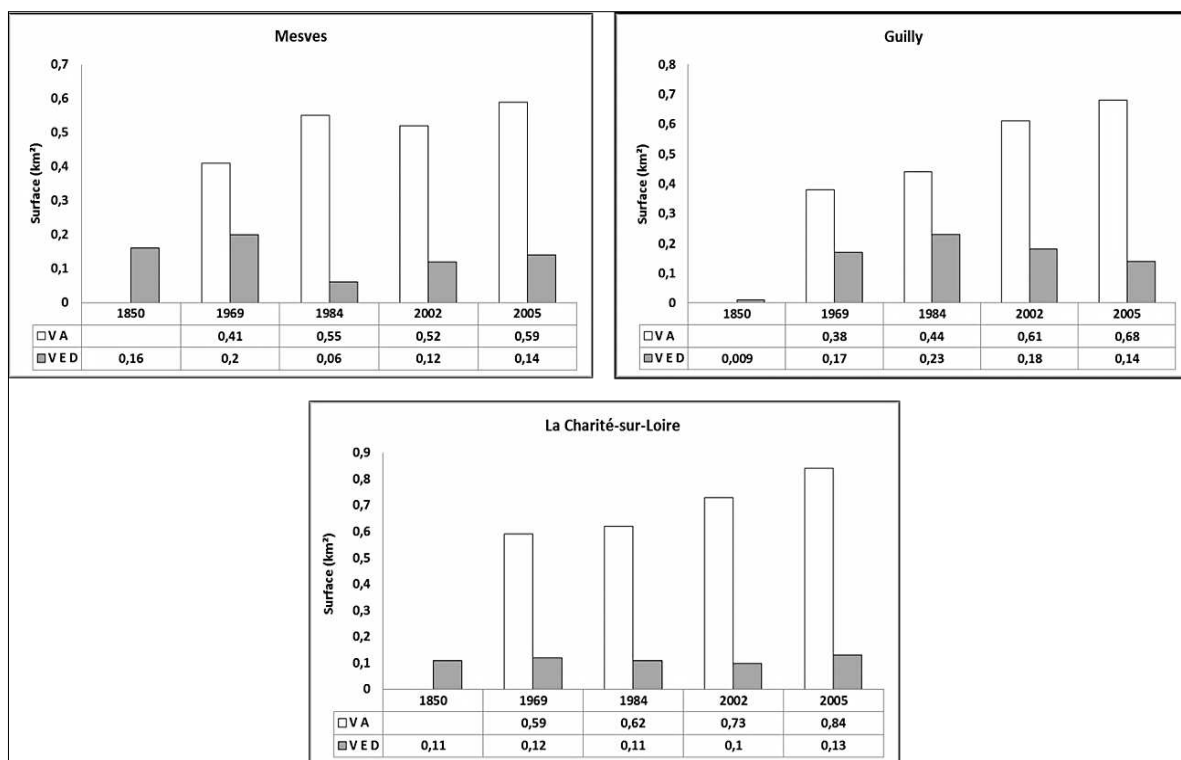 Mesves
0,7
0,6
0,5
0,4
0,3
0,2
0,1
0
Surface (km²)
1850 1969 1984 2002 2005
V A 0,41 0,55 0,52 0,59
V E D 0,16 0,2 0,06 0,12 0,14
Guilly
0,8
0,7
0,6
0,5
0,4
0,3
0,2
0,1
0
Surface (km²)
1850 1969 1984 2002 2005
V A 0,38 0,44 0,61 0,68
V E D 0,009 0,17 0,23 0,18 0,14
La Charité-sur-Loire
0,9
0,8
0,7
0,6
0,5
0,4
0,3
0,2
0,1
0
Surface (km²)
1850 1969 1984 2002 2005
V A 0,59 0,62 0,73 0,84
V E D 0,11 0,12 0,11 0,1 0,13